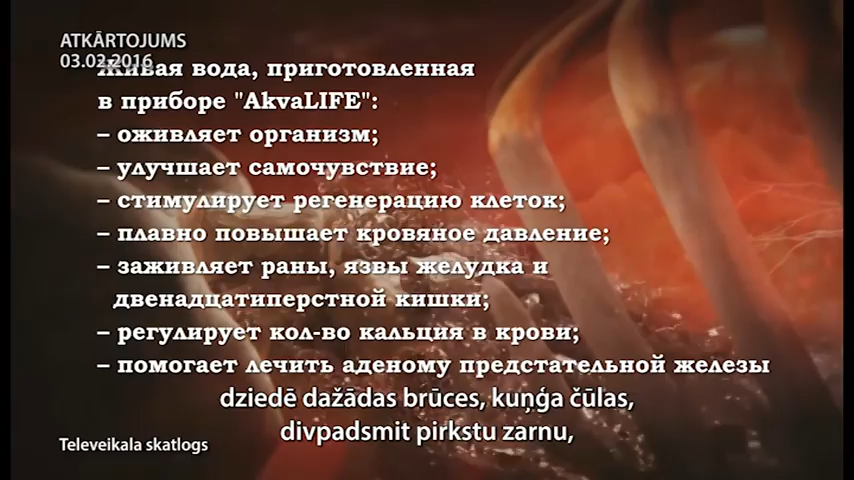 ATKĀRTOJUMS
03.02.2016
Живая вода, приготовленная
в приборе "AkvaLIFE":
– оживляет организм;
– улучшает самочувствие;
– стимулирует регенерацию клеток;
– плавно повышает кровяное давление;
– заживляет раны, язвы желудка и
двенадцатиперстной кишки;
– регулирует кол-во кальция в крови;
– помогает лечить аденому предстательной железы
dziedē dažādas brūces, kuņģa čūlas,
divpadsmit pirkstu zarnu,
Televeikala skatlogs